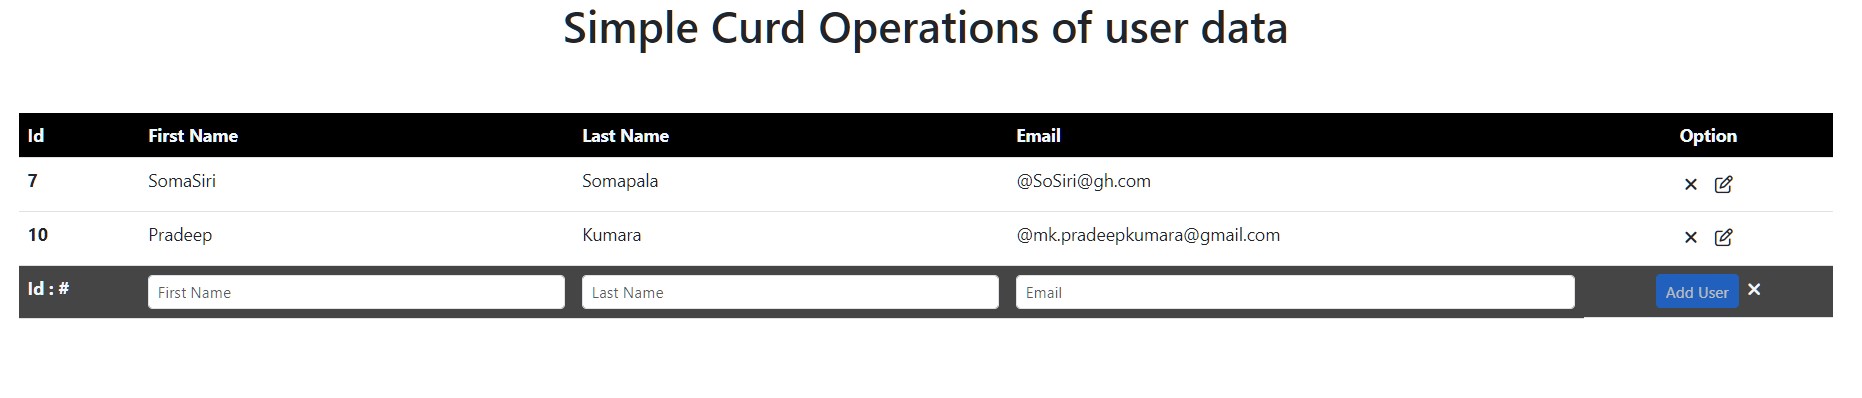 Simple Curd Operations of user data
Id First Name Last Name Email Option
7 SomaSiri Somapala @SoSiri@gh.com
10 Pradeep Kumara @mk.pradeepkumara@gmail.com
Id : # First Name Last Name Email Add User